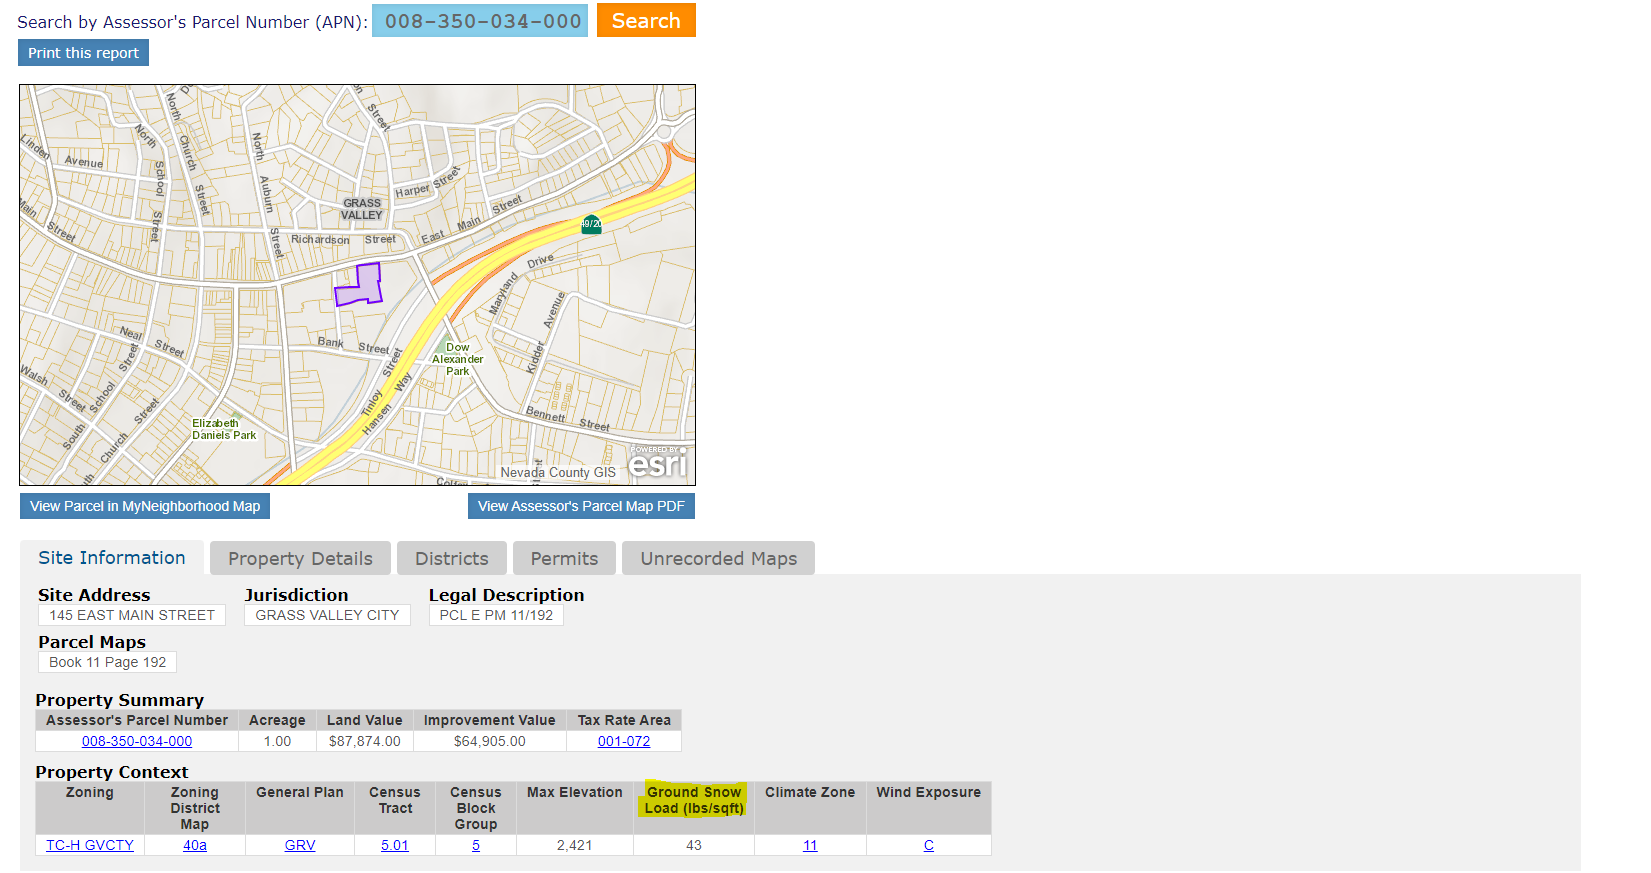 Search by Assessor's Parcel Number (APN): 008-350-034-000 Search
Print this report
Linden
Avenue
North
School
Street
North
Church
Street
North
Auburn
Street
Street
Harper Street
GRASS
VALLEY
Richardson Street
East Main Street
49/20
Main
Street
Maryland
Drive
Kidder Avenue
Neal
Street
Bank Street
Dow
Alexander
Park
Tinloy Street
Hansen Way
Walsh
Street
South
School
Street
Church
Street
Elizabeth
Daniels Park
Bennett Street
POWERED BY
esri
Nevada County GIS
View Parcel in MyNeighborhood Map
View Assessor's Parcel Map PDF
Site Information Property Details Districts Permits Unrecorded Maps
Site Address Jurisdiction Legal Description
145 EAST MAIN STREET GRASS VALLEY CITY PCL E PM 11/192
Parcel Maps
Book 11 Page 192
Property Summary
Assessor's Parcel Number Acreage Land Value Improvement Value Tax Rate Area
008-350-034-000 1.00 $87,874.00 $64,905.00 001-072
Property Context
Zoning Zoning District Map General Plan Census Tract Census Block Group Max Elevation Ground Snow Load (lbs/sqft) Climate Zone Wind Exposure
TC-H GVCTY 40a GRV 5.01 5 2,421 43 11 C